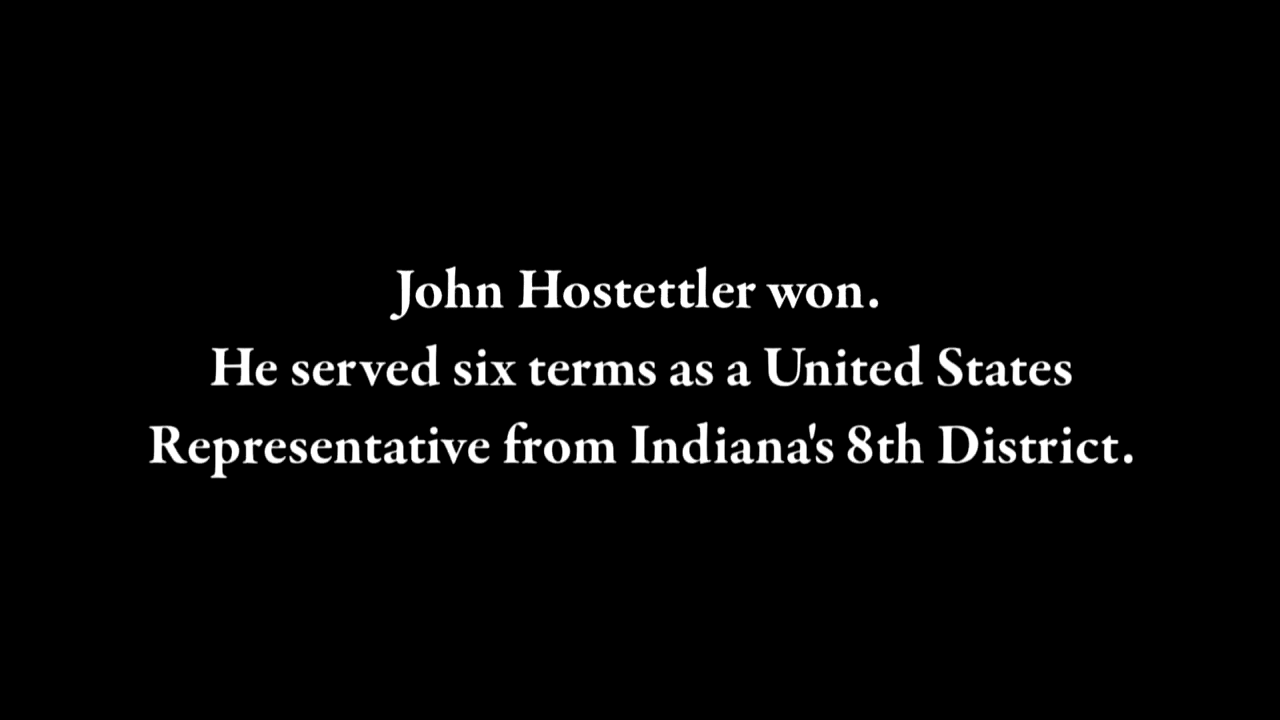 John Hostettler won.
He served six terms as a United States
Representative from Indiana's 8th District.